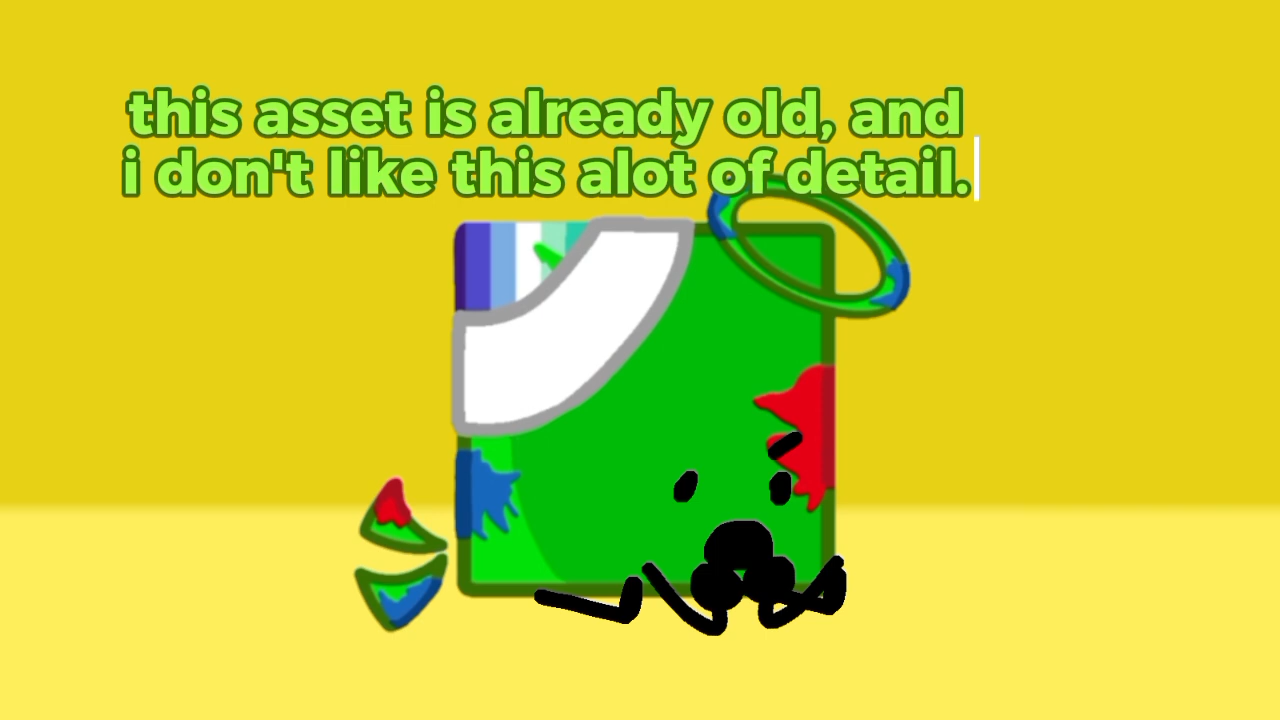 this asset is already old, and
i don't like this alot of detail.